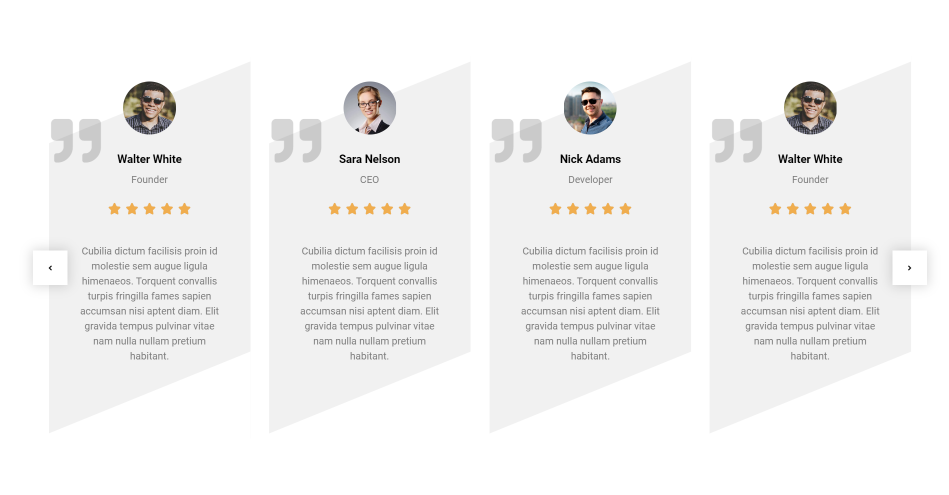 Walter White
Founder
Cubilia dictum facilisis proin id
molestie sem augue ligula
himenaeos. Torquent convallis
turpis fringilla fames sapien
accumsan nisi aptent diam. Elit
gravida tempus pulvinar vitae
nam nulla nullam pretium
habitant.
Sara Nelson
CEO
Cubilia dictum facilisis proin id
molestie sem augue ligula
himenaeos. Torquent convallis
turpis fringilla fames sapien
accumsan nisi aptent diam. Elit
gravida tempus pulvinar vitae
nam nulla nullam pretium
habitant.
Nick Adams
Developer
Cubilia dictum facilisis proin id
molestie sem augue ligula
himenaeos. Torquent convallis
turpis fringilla fames sapien
accumsan nisi aptent diam. Elit
gravida tempus pulvinar vitae
nam nulla nullam pretium
habitant.
Walter White
Founder
Cubilia dictum facilisis proin id
molestie sem augue ligula
himenaeos. Torquent convallis
turpis fringilla fames sapien
accumsan nisi aptent diam. Elit
gravida tempus pulvinar vitae
nam nulla nullam pretium
habitant.